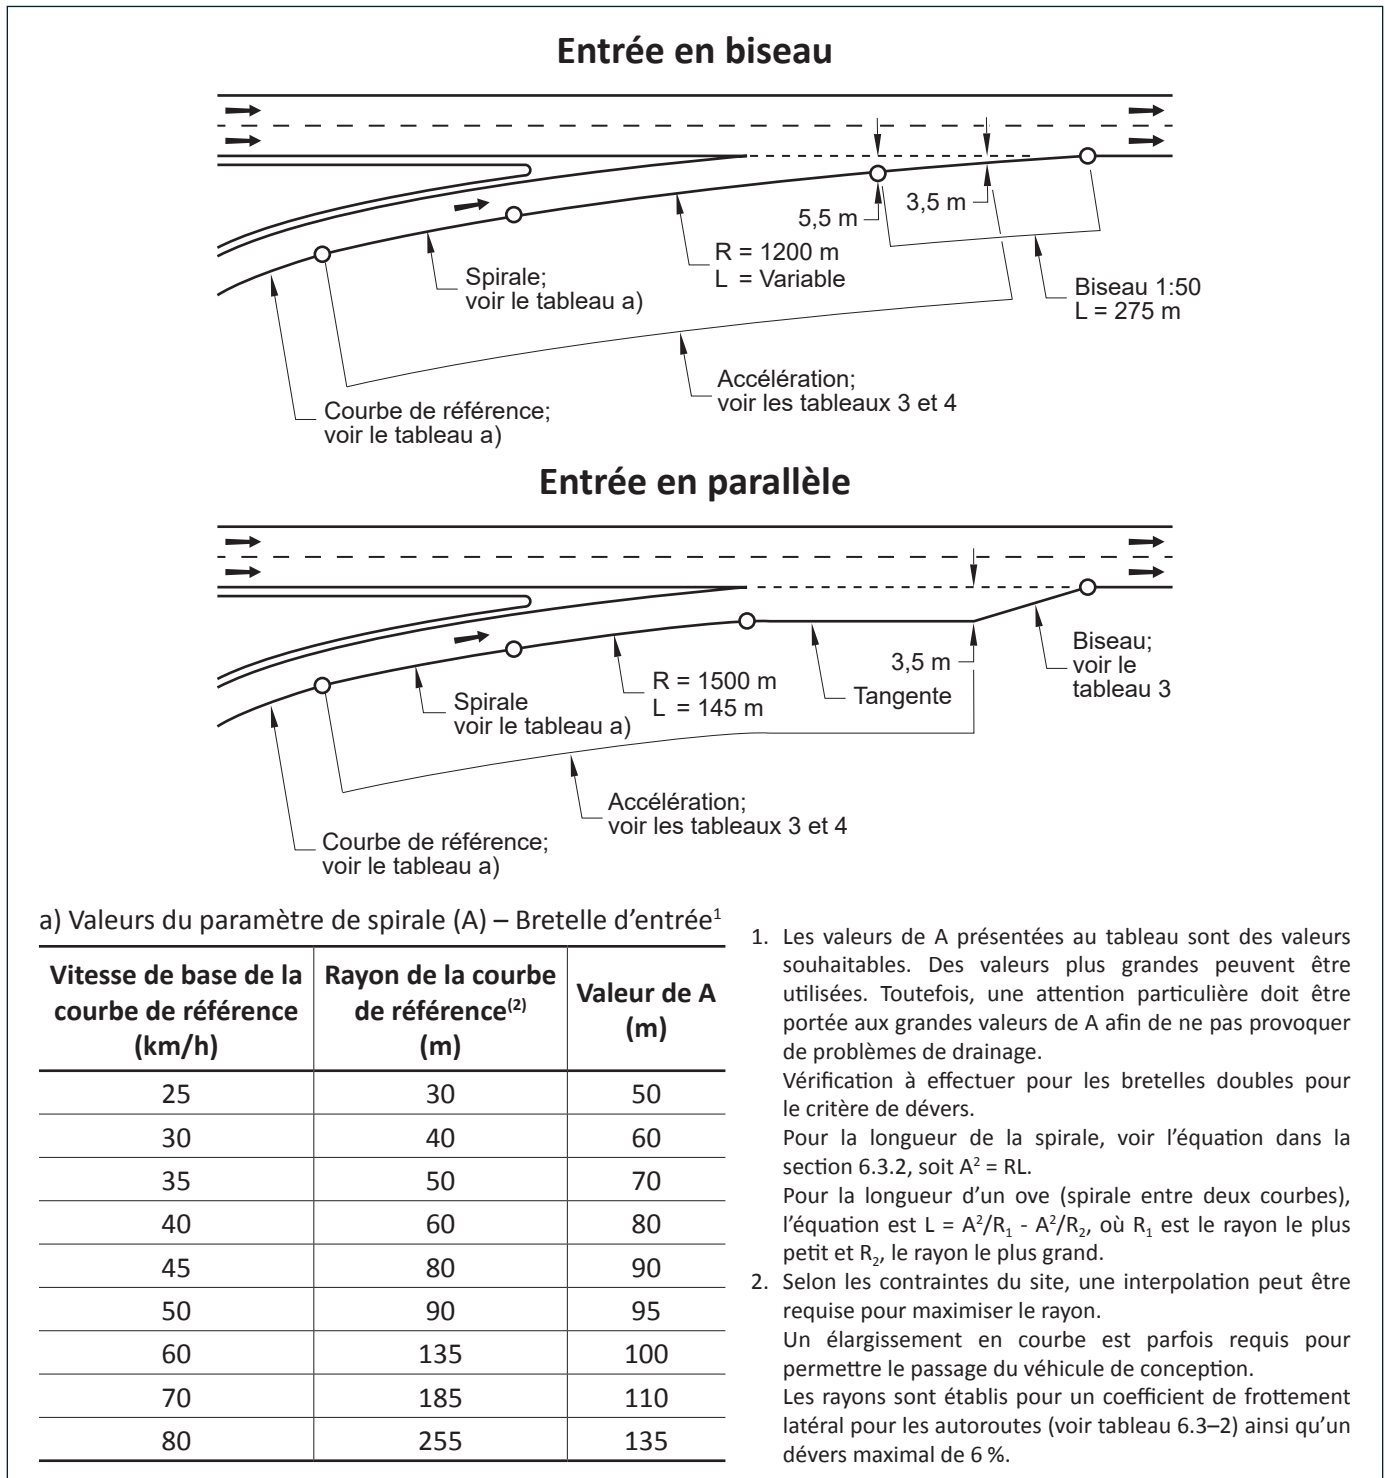 Entrée en biseau
5,5 m
3,5 m
R = 1200 m
L = Variable
Spirale;
voir le tableau a)
Biseau 1:50
L = 275 m
Accélération;
voir les tableaux 3 et 4
Courbe de référence;
voir le tableau a)
Entrée en parallèle
3,5 m
Biseau;
voir le
tableau 3
R = 1500 m
L = 145 m
Tangente
Spirale
voir le tableau a)
Accélération;
voir les tableaux 3 et 4
Courbe de référence;
voir le tableau a)
a) Valeurs du paramètre de spirale (A) – Bretelle d'entrée¹
Vitesse de base de la courbe de référence (km/h) Rayon de la courbe de référence⁽²⁾ (m) Valeur de A (m)
25 30 50
30 40 60
35 50 70
40 60 80
45 80 90
50 90 95
60 135 100
70 185 110
80 255 135
1. Les valeurs de A présentées au tableau sont des valeurs
souhaitables. Des valeurs plus grandes peuvent être
utilisées. Toutefois, une attention particulière doit être
portée aux grandes valeurs de A afin de ne pas provoquer
de problèmes de drainage.
Vérification à effectuer pour les bretelles doubles pour
le critère de dévers.
Pour la longueur de la spirale, voir l'équation dans la
section 6.3.2, soit A² = RL.
Pour la longueur d'un ove (spirale entre deux courbes),
l'équation est L = A²/R₁ - A²/R₂, où R₁ est le rayon le plus
petit et R₂, le rayon le plus grand.
2. Selon les contraintes du site, une interpolation peut être
requise pour maximiser le rayon.
Un élargissement en courbe est parfois requis pour
permettre le passage du véhicule de conception.
Les rayons sont établis pour un coefficient de frottement
latéral pour les autoroutes (voir tableau 6.3–2) ainsi qu'un
dévers maximal de 6 %.